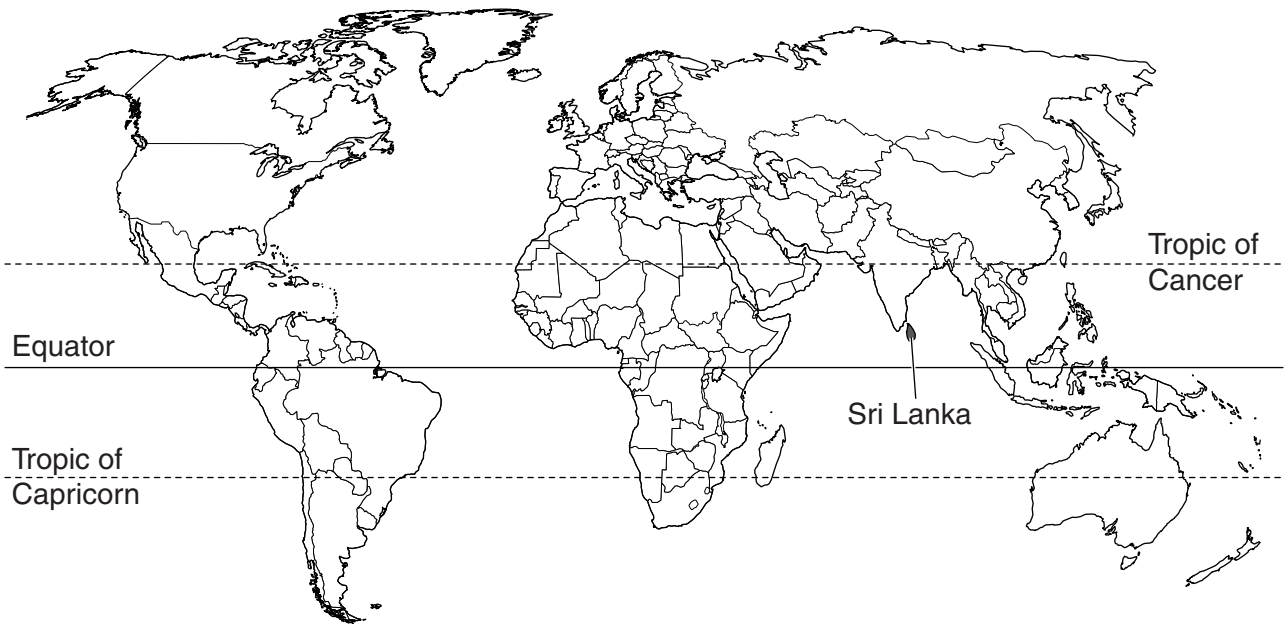 Tropic of
Cancer
Equator
Sri Lanka
Tropic of
Capricorn